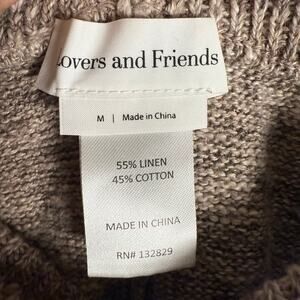 Lovers and Friends
M | Made in China
55% LINEN
45% COTTON
MADE IN CHINA
RN# 132829